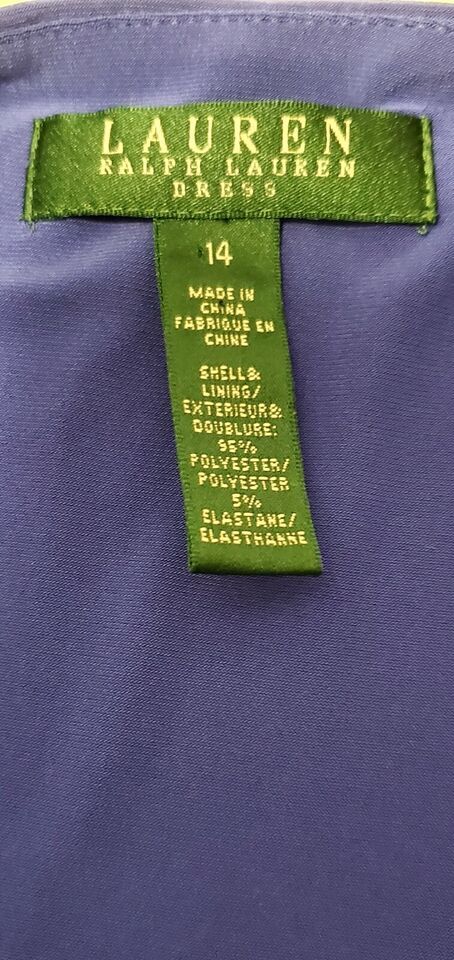 LAUREN
RALPH LAUREN
DRESS
14
MADE IN
CHINA
FABRIQUE EN
CHINE
SHELL&
LINING/
EXTERIEUR&
DOUBLURE:
95%
POLYESTER/
POLYESTER
5%
ELASTANE/
ELASTHANNE